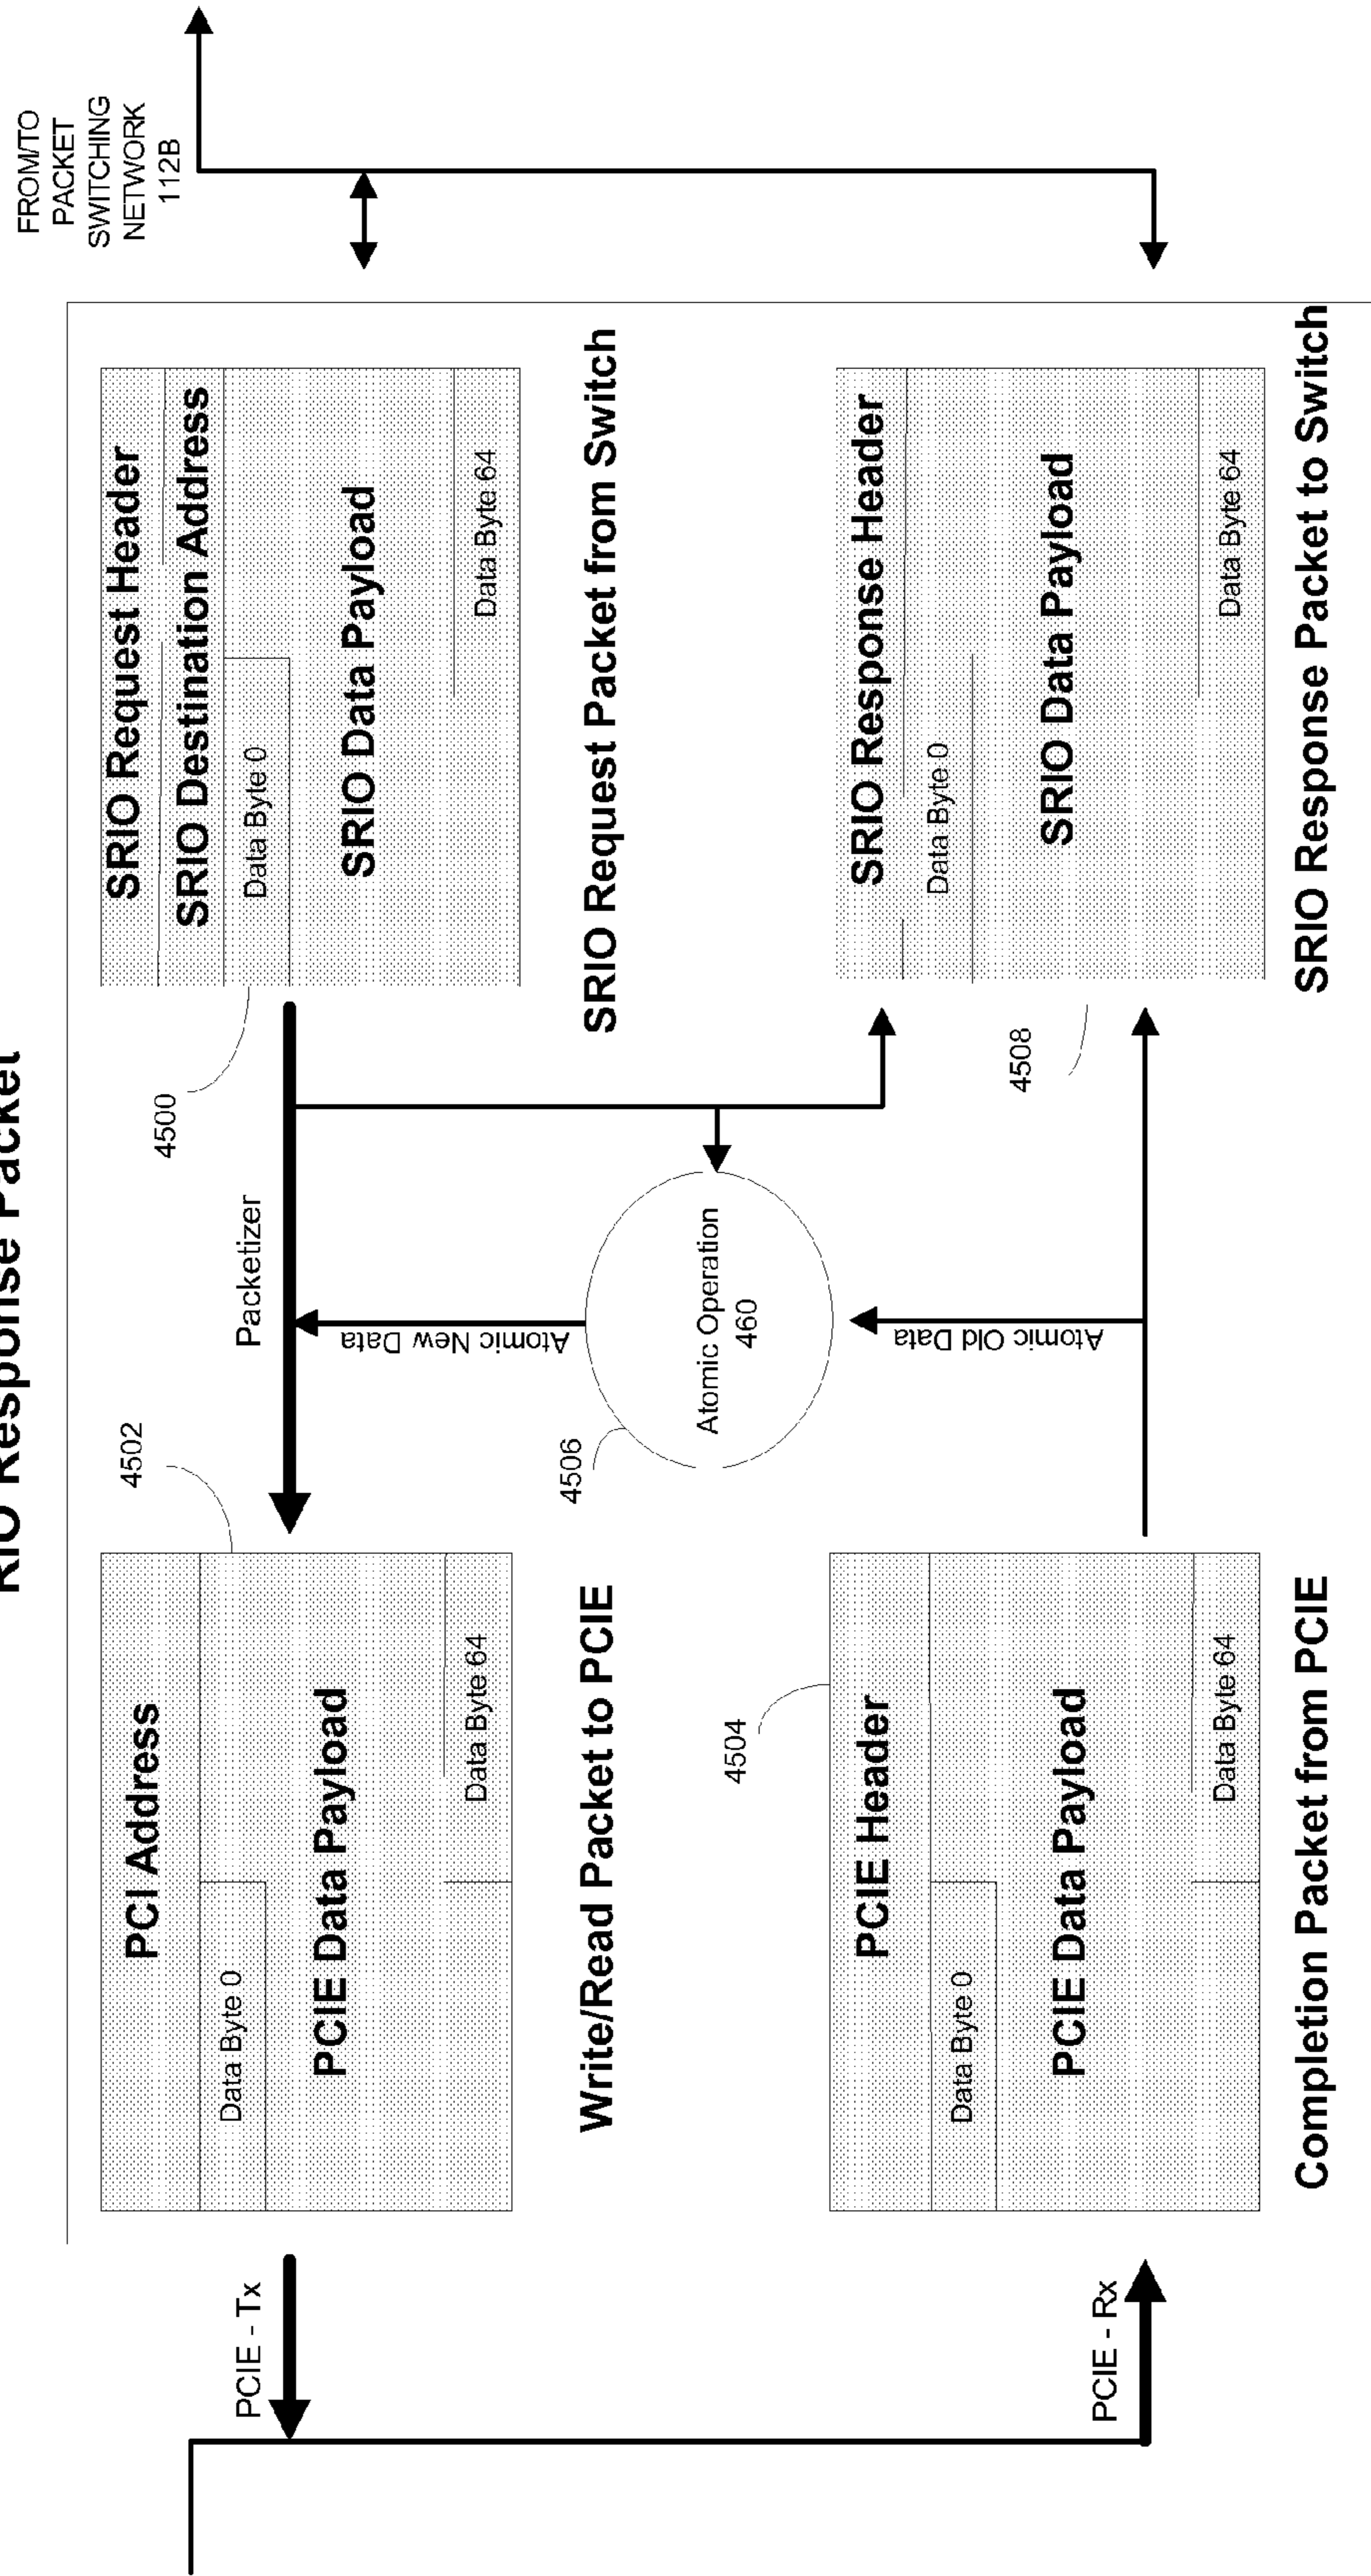 RIO Response Packet
FROM/TO
PACKET
SWITCHING
NETWORK
112B
PCIE - Tx
PCI Address
Data Byte 0
PCIE Data Payload
Data Byte 64
Write/Read Packet to PCIE
4502
Packetizer
4500
SRIO Request Header
SRIO Destination Address
Data Byte 0
SRIO Data Payload
Data Byte 64
SRIO Request Packet from Switch
Atomic New Data
4506
Atomic Operation
460
Atomic Old Data
PCIE - Rx
4504
PCIE Header
Data Byte 0
PCIE Data Payload
Data Byte 64
Completion Packet from PCIE
4508
SRIO Response Header
Data Byte 0
SRIO Data Payload
Data Byte 64
SRIO Response Packet to Switch